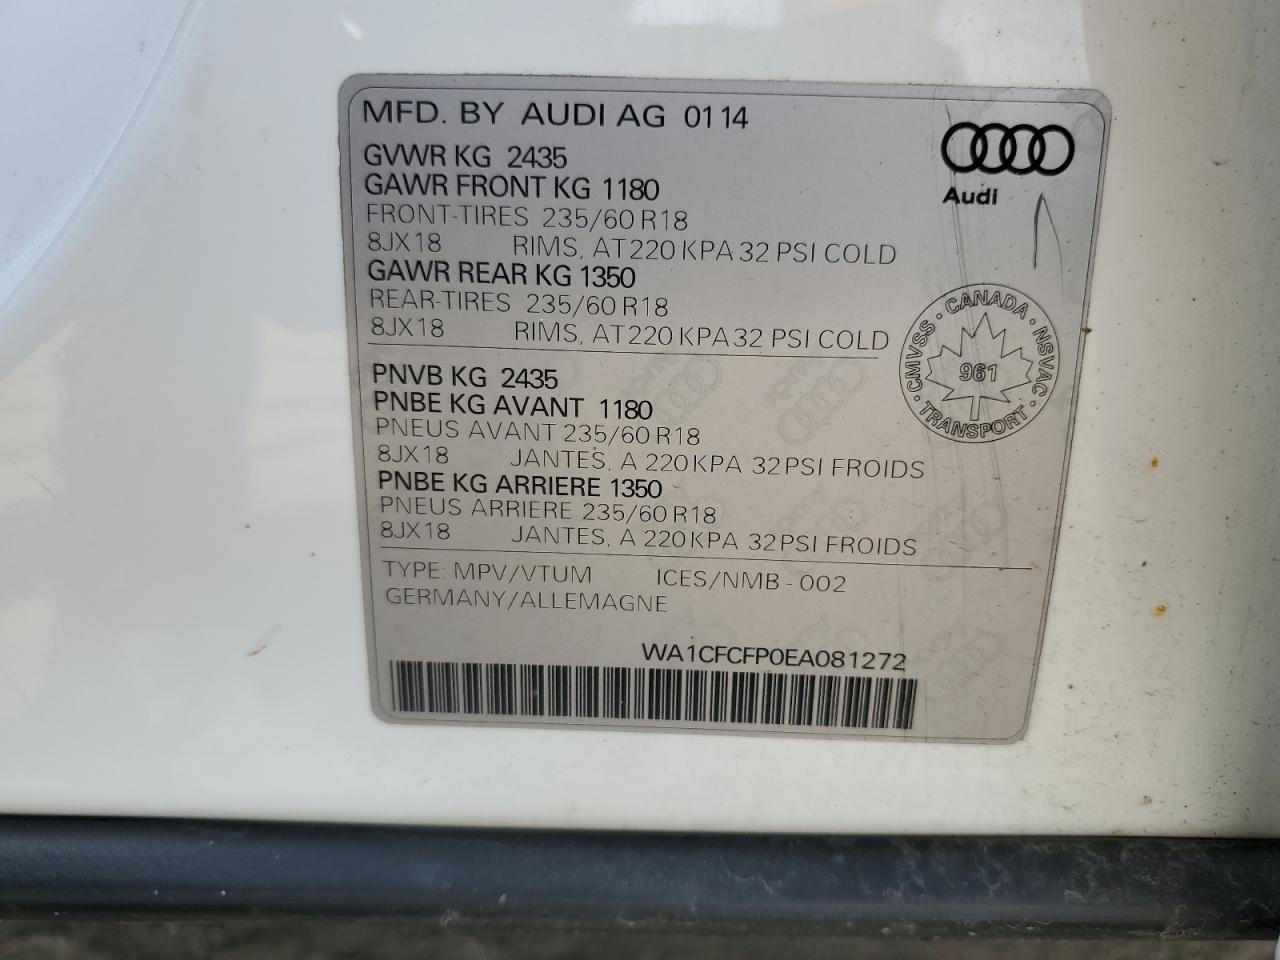 MFD. BY AUDI AG 01 14
GVWR KG 2435
GAWR FRONT KG 1180
FRONT-TIRES 235/60 R18
8JX18 RIMS, AT 220 KPA 32 PSI COLD
GAWR REAR KG 1350
REAR-TIRES 235/60 R18
8JX18 RIMS, AT 220 KPA 32 PSI COLD
Audi
CMVSS · CANADA · NSVAC · TRANSPORT ·
961
PNVB KG 2435
PNBE KG AVANT 1180
PNEUS AVANT 235/60 R18
8JX18 JANTES, A 220 KPA 32 PSI FROIDS
PNBE KG ARRIERE 1350
PNEUS ARRIERE 235/60 R18
8JX18 JANTES, A 220 KPA 32 PSI FROIDS
TYPE: MPV/VTUM ICES/NMB - 002
GERMANY/ALLEMAGNE
WA1CFCFP0EA081272